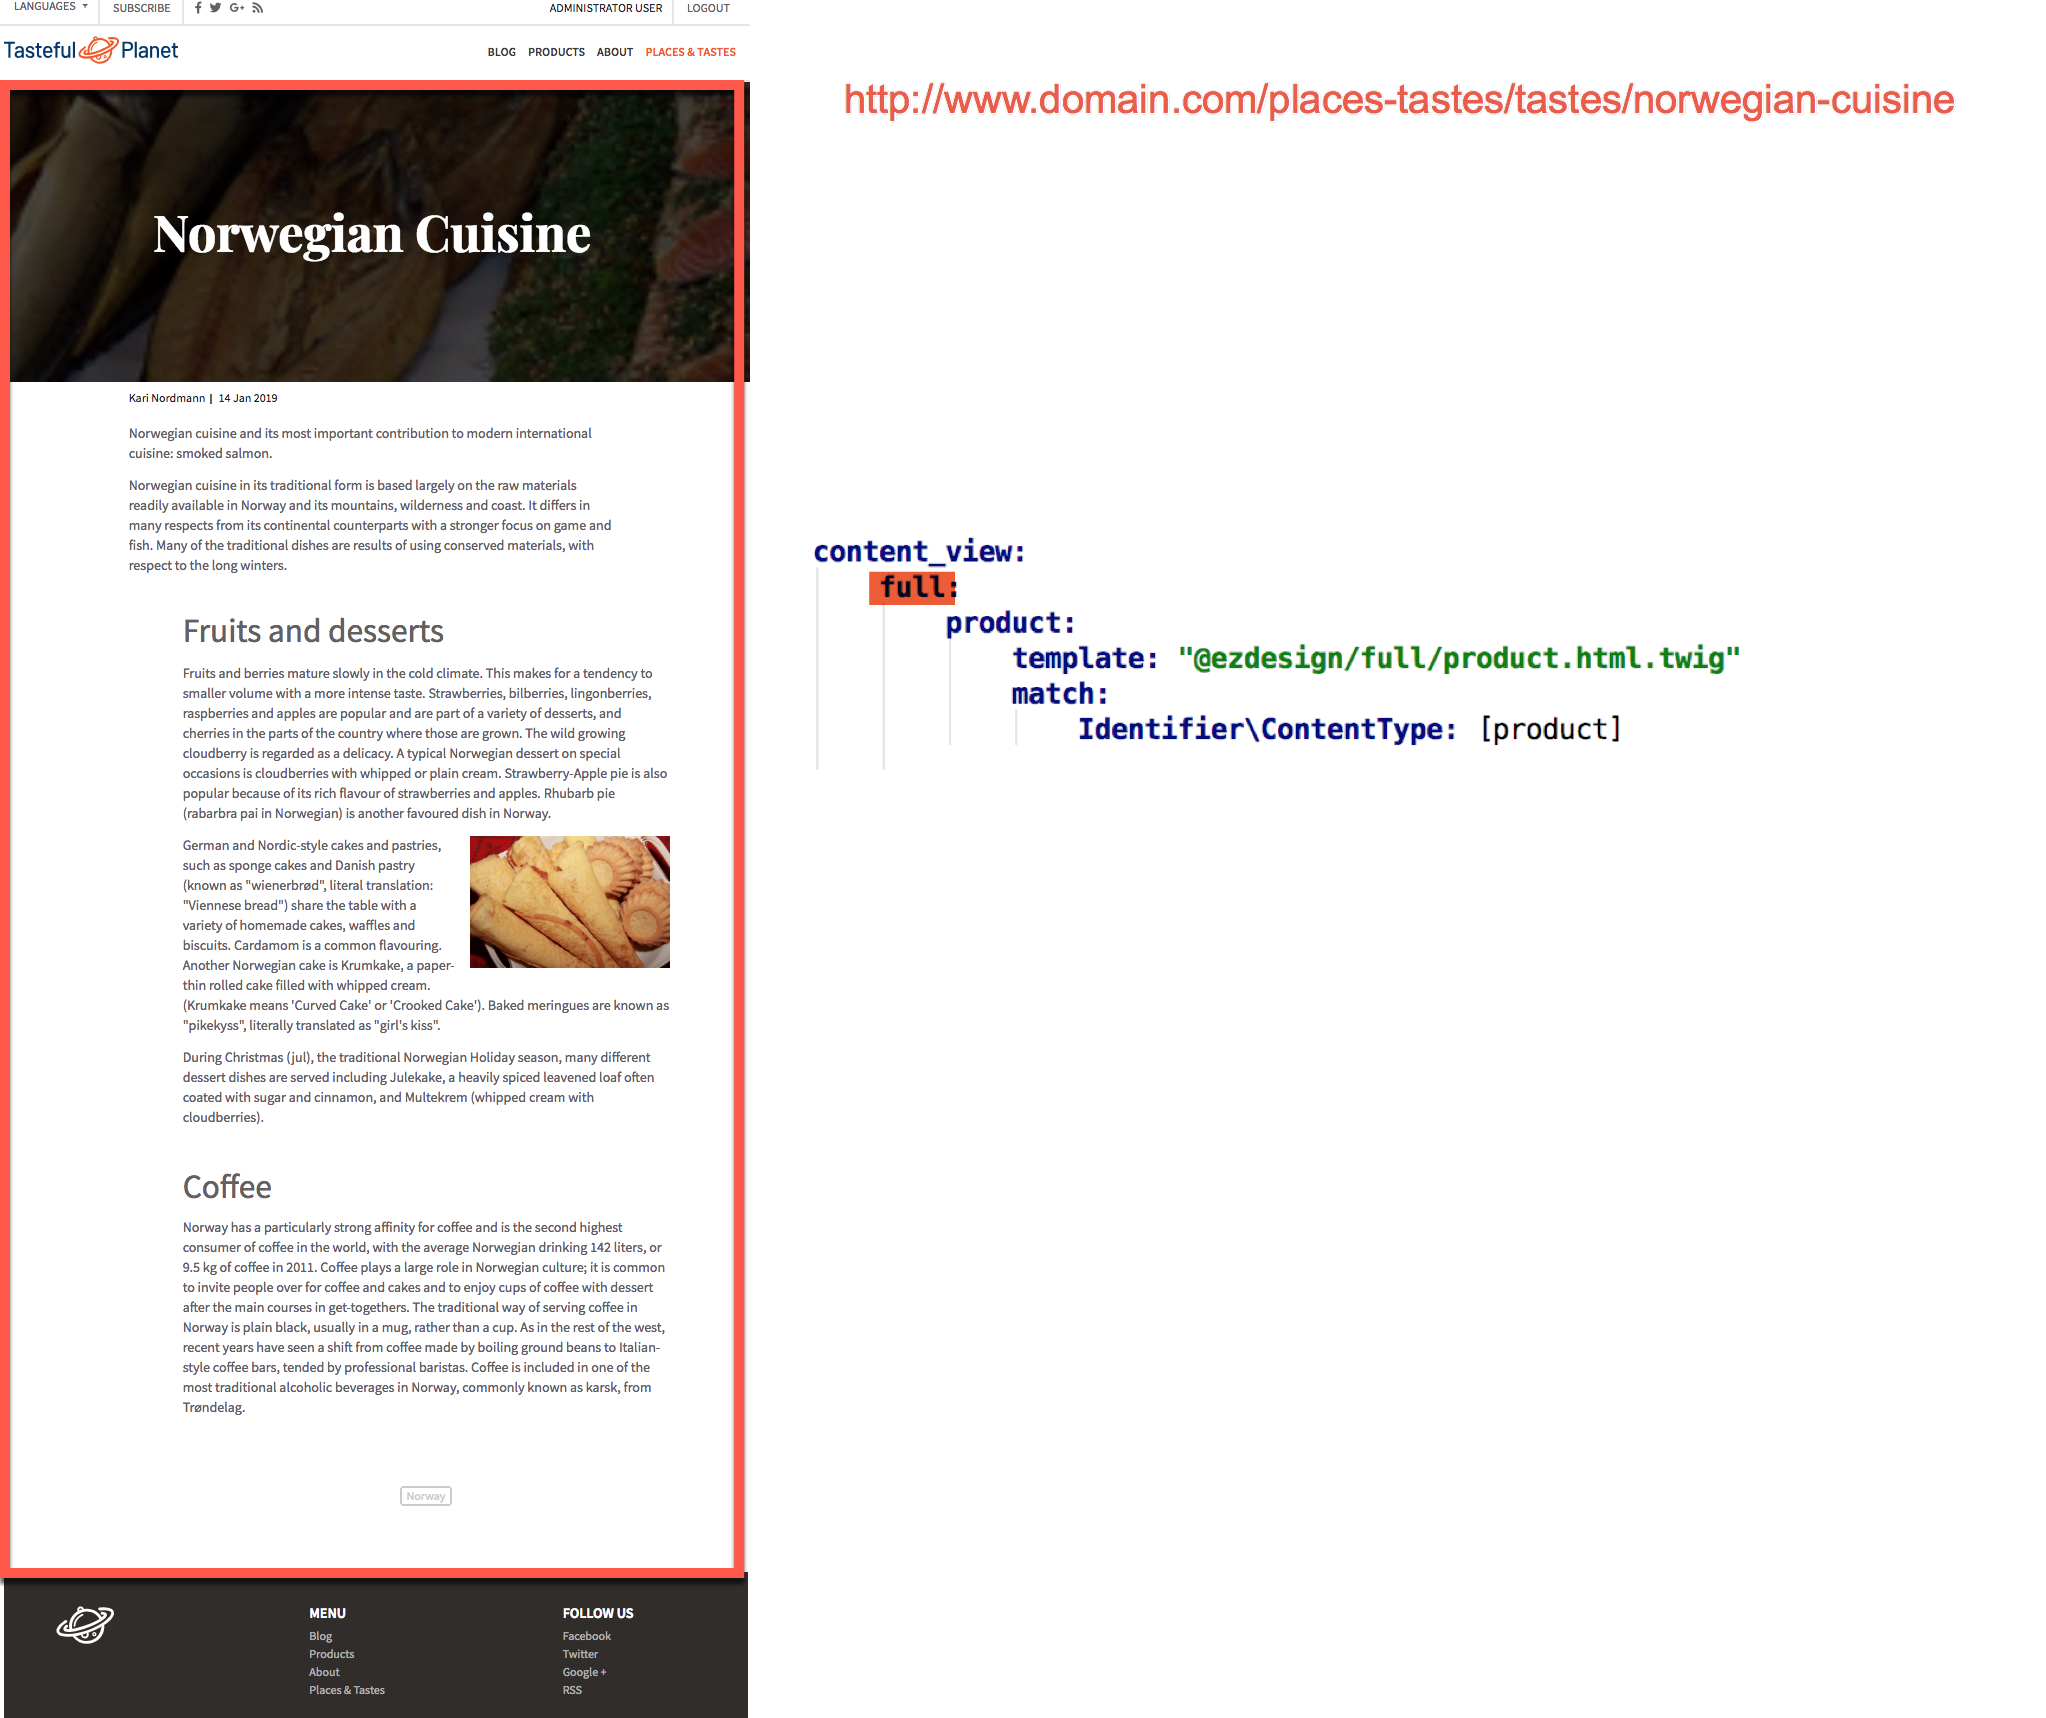 LANGUAGES
SUBSCRIBE
ADMINISTRATOR USER
LOGOUT
Tasteful Planet
BLOG PRODUCTS ABOUT PLACES & TASTES
http://www.domain.com/places-tastes/tastes/norwegian-cuisine
Norwegian Cuisine
Kari Nordmann | 14 Jan 2019
Norwegian cuisine and its most important contribution to modern international
cuisine: smoked salmon.
Norwegian cuisine in its traditional form is based largely on the raw materials
readily available in Norway and its mountains, wilderness and coast. It differs in
many respects from its continental counterparts with a stronger focus on game and
fish. Many of the traditional dishes are results of using conserved materials, with
respect to the long winters.
Fruits and desserts
Fruits and berries mature slowly in the cold climate. This makes for a tendency to
smaller volume with a more intense taste. Strawberries, bilberries, lingonberries,
raspberries and apples are popular and are part of a variety of desserts, and
cherries in the parts of the country where those are grown. The wild growing
cloudberry is regarded as a delicacy. A typical Norwegian dessert on special
occasions is cloudberries with whipped or plain cream. Strawberry-Apple pie is also
popular because of its rich flavour of strawberries and apples. Rhubarb pie
(rabarbra pai in Norwegian) is another favoured dish in Norway.
German and Nordic-style cakes and pastries,
such as sponge cakes and Danish pastry
(known as "wienerbrød", literal translation:
"Viennese bread") share the table with a
variety of homemade cakes, waffles and
biscuits. Cardamom is a common flavouring.
Another Norwegian cake is Krumkake, a paper-
thin rolled cake filled with whipped cream.
(Krumkake means 'Curved Cake' or 'Crooked Cake'). Baked meringues are known as
"pikekyss", literally translated as "girl's kiss".
During Christmas (jul), the traditional Norwegian Holiday season, many different
dessert dishes are served including Julekake, a heavily spiced leavened loaf often
coated with sugar and cinnamon, and Multekrem (whipped cream with
cloudberries).
Coffee
Norway has a particularly strong affinity for coffee and is the second highest
consumer of coffee in the world, with the average Norwegian drinking 142 liters, or
9.5 kg of coffee in 2011. Coffee plays a large role in Norwegian culture; it is common
to invite people over for coffee and cakes and to enjoy cups of coffee with dessert
after the main courses in get-togethers. The traditional way of serving coffee in
Norway is plain black, usually in a mug, rather than a cup. As in the rest of the west,
recent years have seen a shift from coffee made by boiling ground beans to Italian-
style coffee bars, tended by professional baristas. Coffee is included in one of the
most traditional alcoholic beverages in Norway, commonly known as karsk, from
Trøndelag.
Norway
MENU
Blog
Products
About
Places & Tastes
FOLLOW US
Facebook
Twitter
Google +
RSS
content_view:
full:
product:
template: "@ezdesign/full/product.html.twig"
match:
Identifier\ContentType: [product]